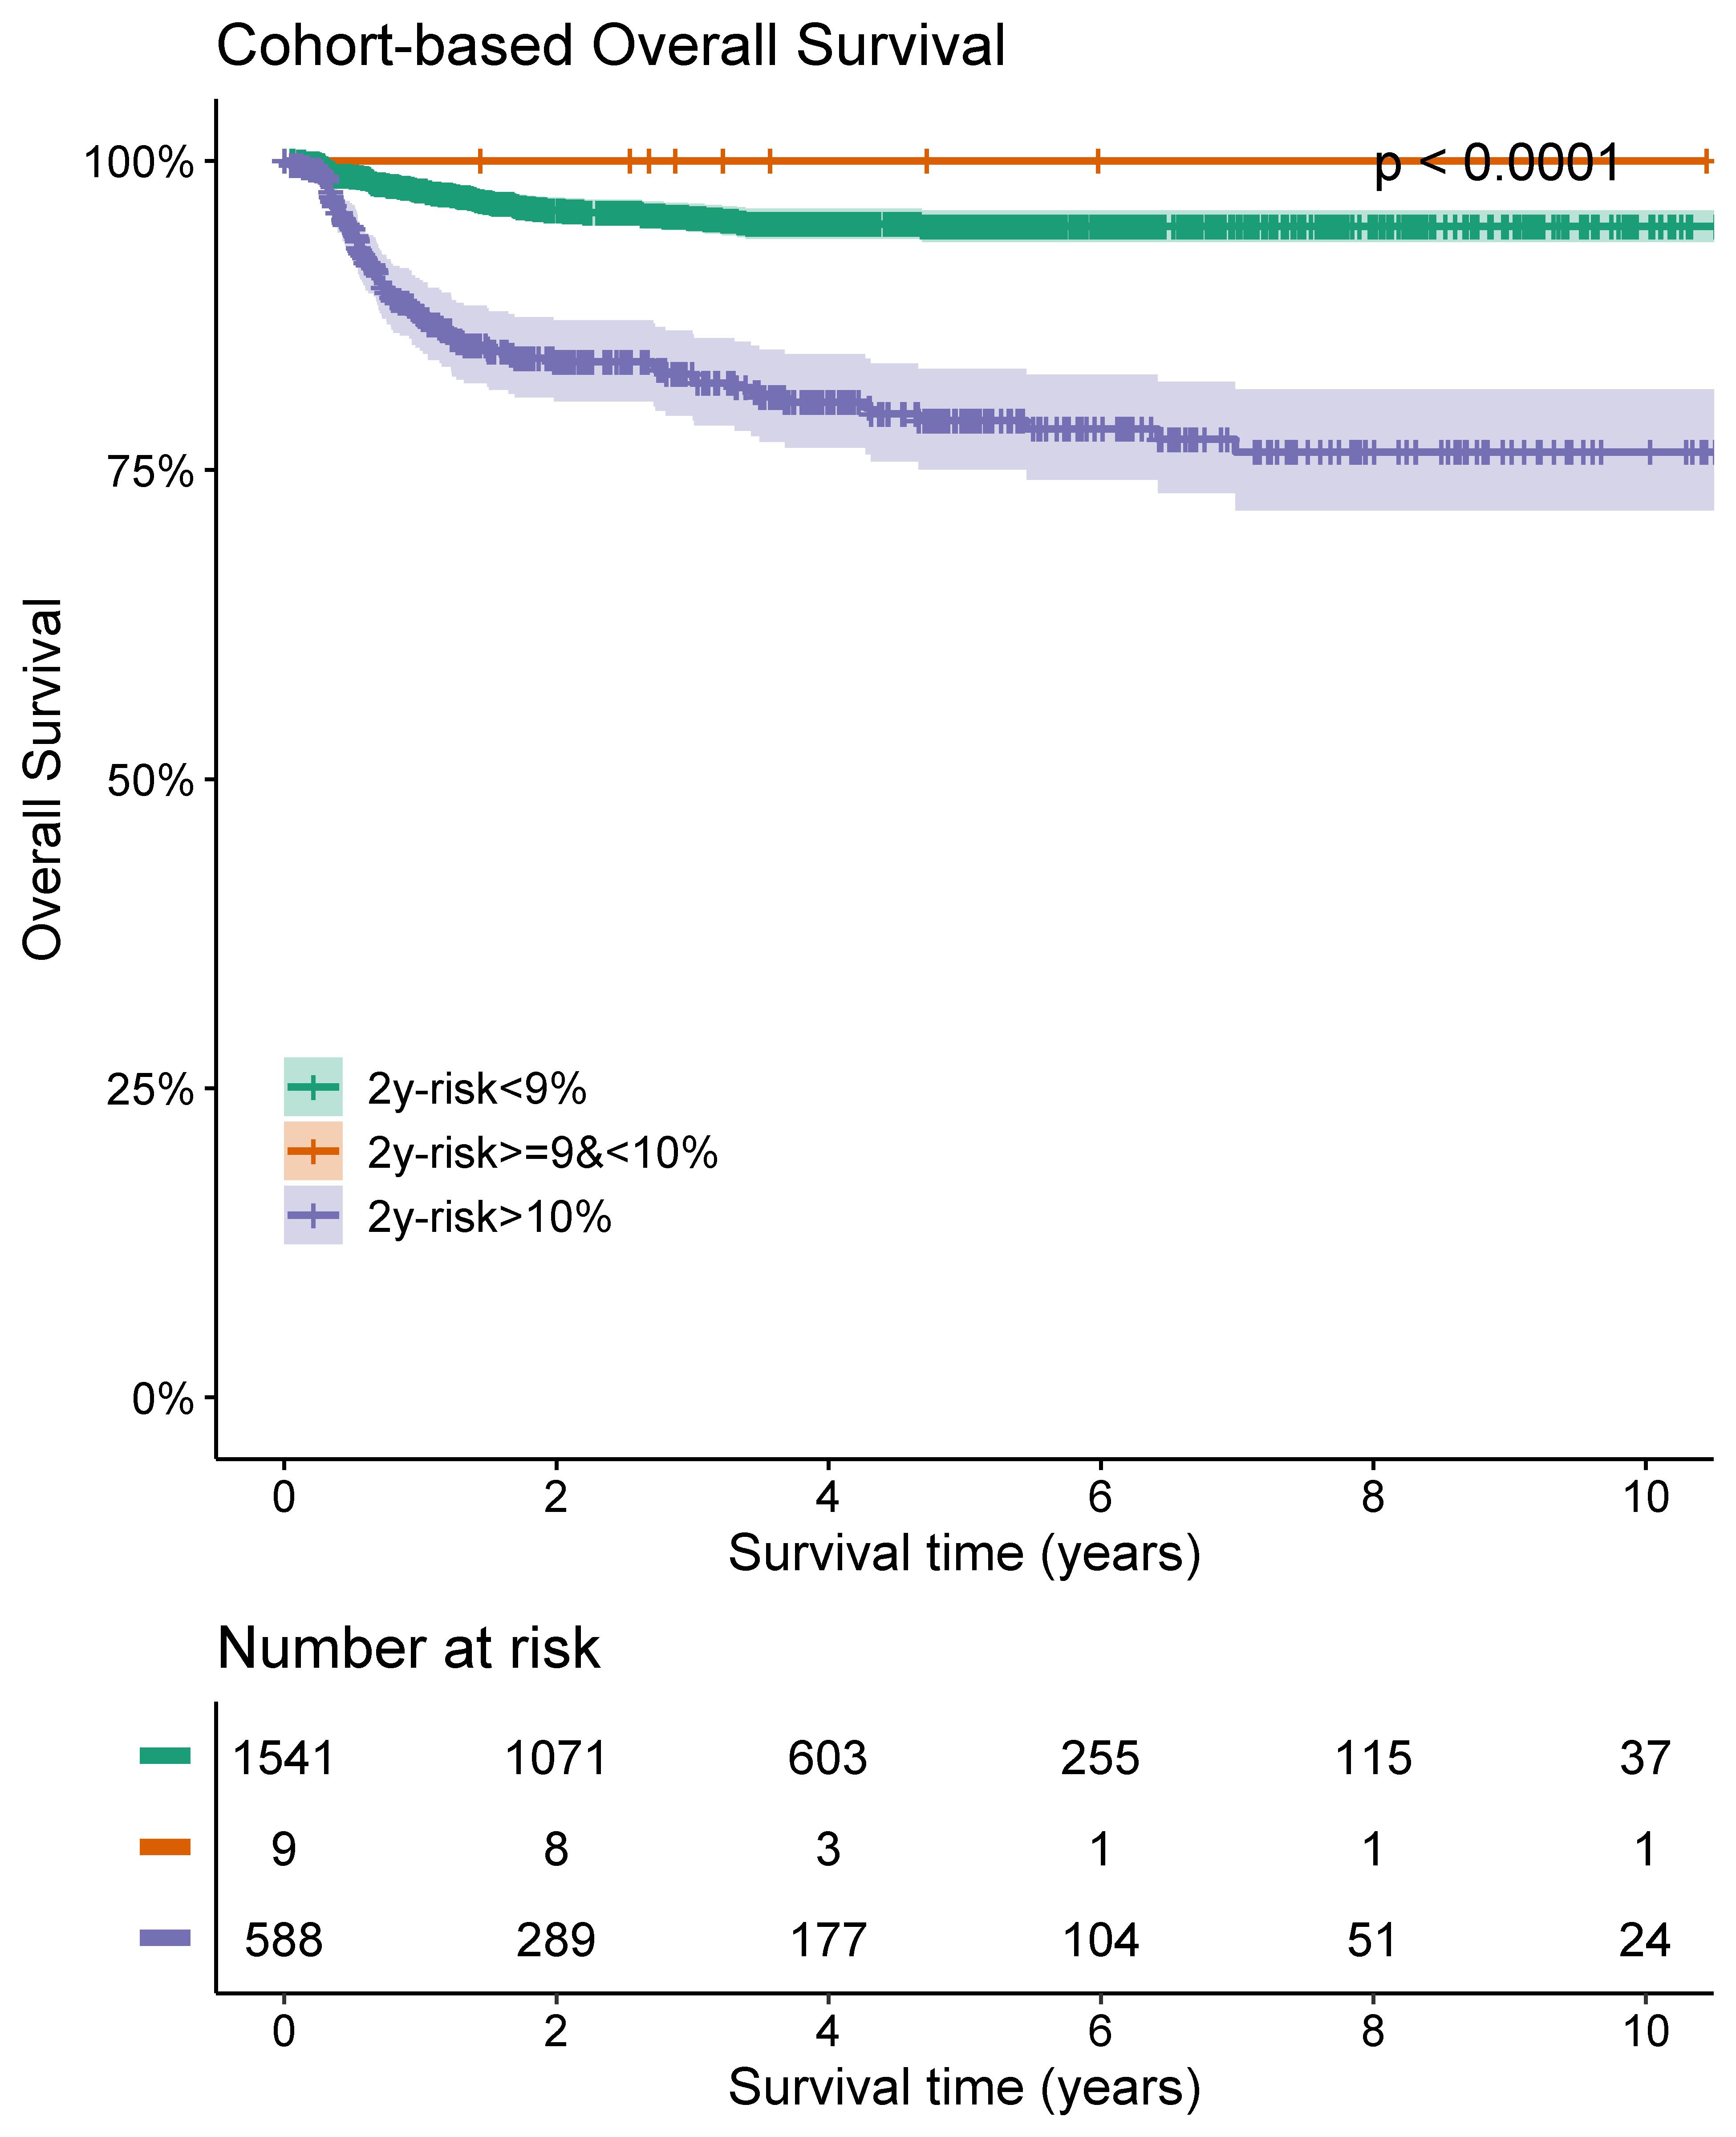 Cohort-based Overall Survival
100%
p < 0.0001
75%
50%
25%
0%
Overall Survival
2y-risk<9%
2y-risk>=9&<10%
2y-risk>10%
0 2 4 6 8 10
Survival time (years)
Number at risk
1541 1071 603 255 115 37
9 8 3 1 1 1
588 289 177 104 51 24
0 2 4 6 8 10
Survival time (years)